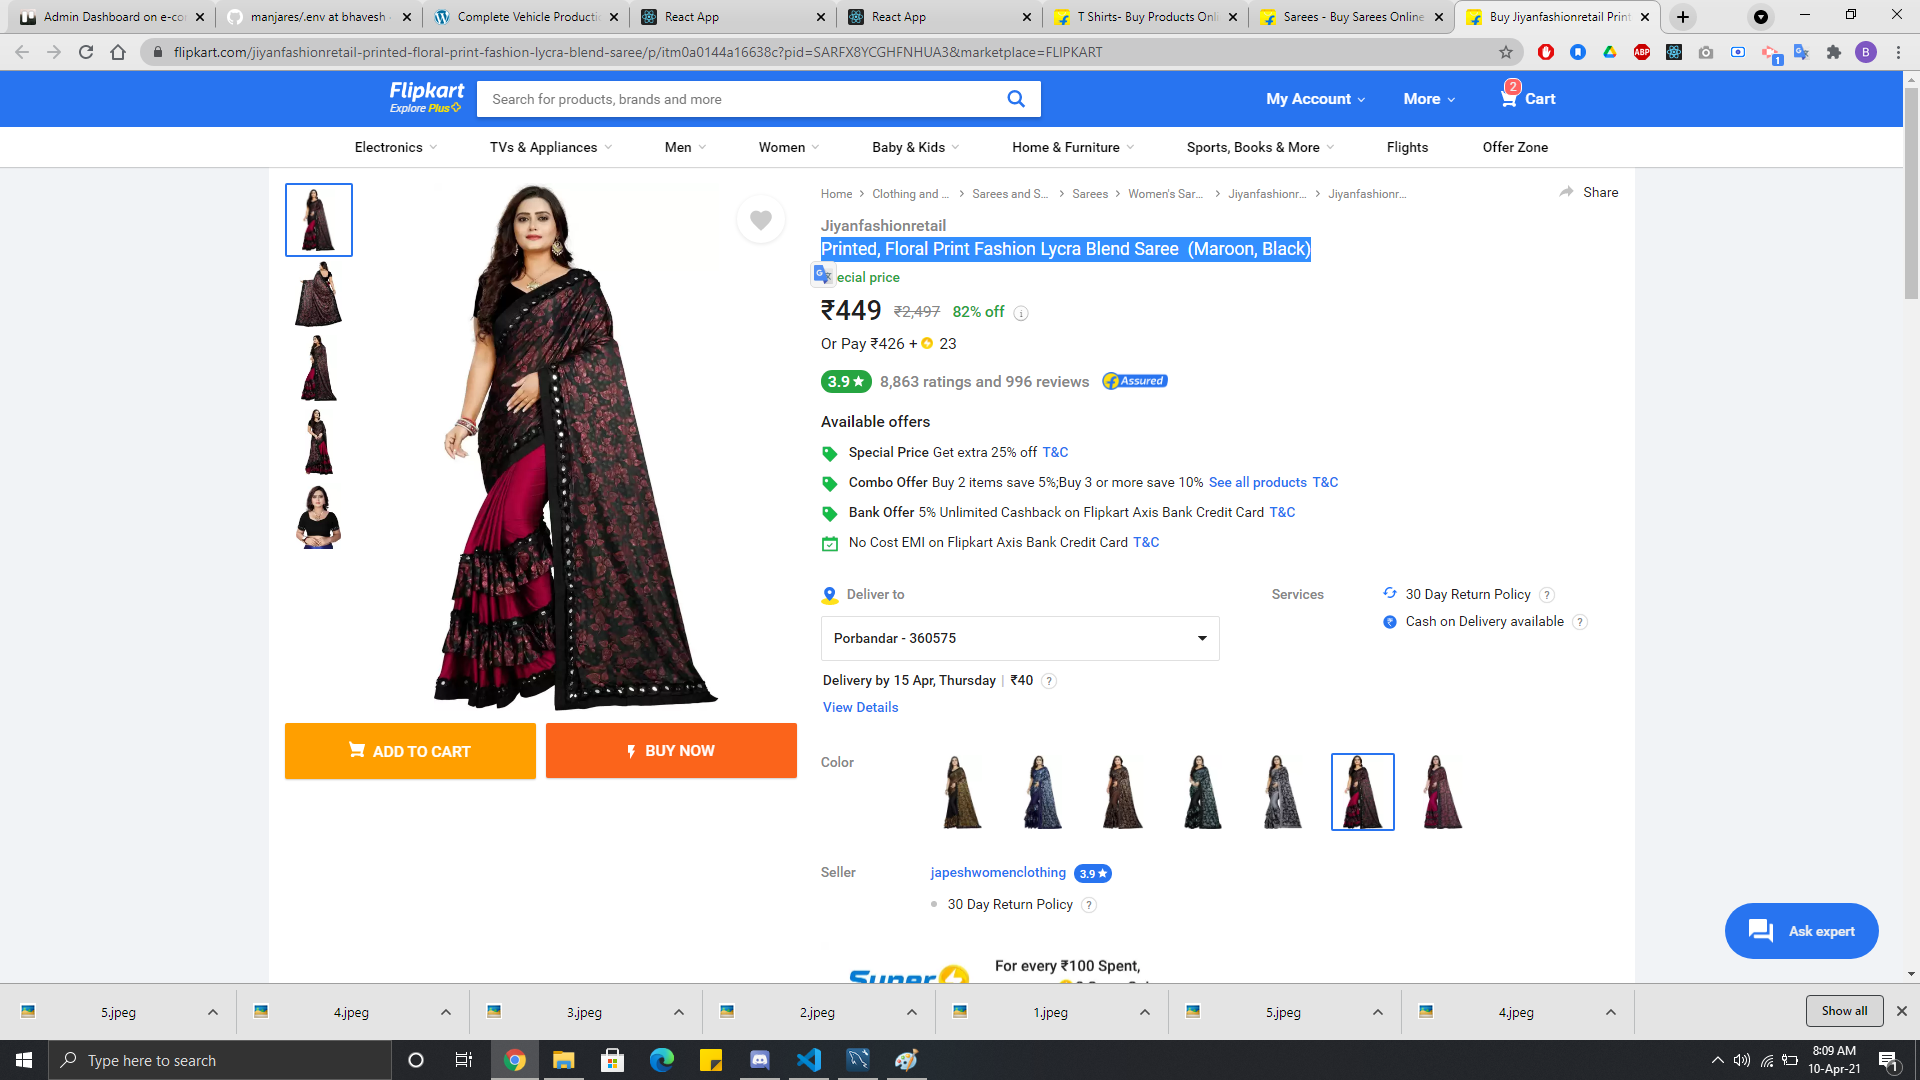 Admin Dashboard on e-co
manjares/.env at bhavesh
Complete Vehicle Producti
React App
React App
T Shirts- Buy Products Onl
Sarees - Buy Sarees Online
Buy Jiyanfashionretail Print
flipkart.com/jiyanfashionretail-printed-floral-print-fashion-lycra-blend-saree/p/itm0a0144a16638c?pid=SARFX8YCGHFNHUA3&marketplace=FLIPKART
ABP
1
B
Flipkart
Explore Plus
Search for products, brands and more
My Account
More
2
Cart
Electronics
TVs & Appliances
Men
Women
Baby & Kids
Home & Furniture
Sports, Books & More
Flights
Offer Zone
Home
Clothing and ...
Sarees and S...
Sarees
Women's Sar...
Jiyanfashionr...
Jiyanfashionr...
Share
Jiyanfashionretail
Printed, Floral Print Fashion Lycra Blend Saree (Maroon, Black)
ecial price
₹449 ₹2,497 82% off
Or Pay ₹426 + 23
3.9 8,863 ratings and 996 reviews Assured
Available offers
Special Price Get extra 25% off T&C
Combo Offer Buy 2 items save 5%;Buy 3 or more save 10% See all products T&C
Bank Offer 5% Unlimited Cashback on Flipkart Axis Bank Credit Card T&C
No Cost EMI on Flipkart Axis Bank Credit Card T&C
Deliver to
Porbandar - 360575
Delivery by 15 Apr, Thursday | ₹40 ?
View Details
Services
30 Day Return Policy ?
Cash on Delivery available ?
ADD TO CART
BUY NOW
Color
Seller
japeshwomenclothing 3.9
30 Day Return Policy ?
Super
For every ₹100 Spent,
Ask expert
5.jpeg
4.jpeg
3.jpeg
2.jpeg
1.jpeg
5.jpeg
4.jpeg
Show all
Type here to search
8:09 AM
10-Apr-21
1